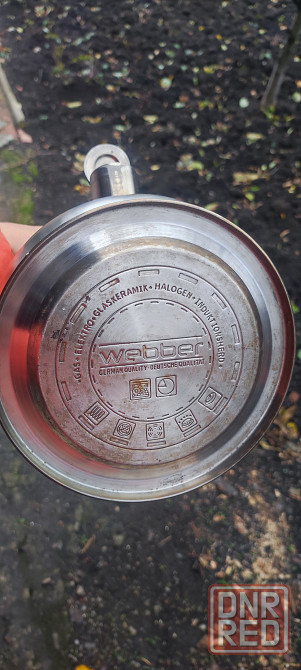 GAS • ELEKTRO • GLASKERAMIK • HALOGEN • INDUKTIONSHERD •
webber
GERMAN QUALITY · DEUTSCHE QUALITÄT
DNR
RED